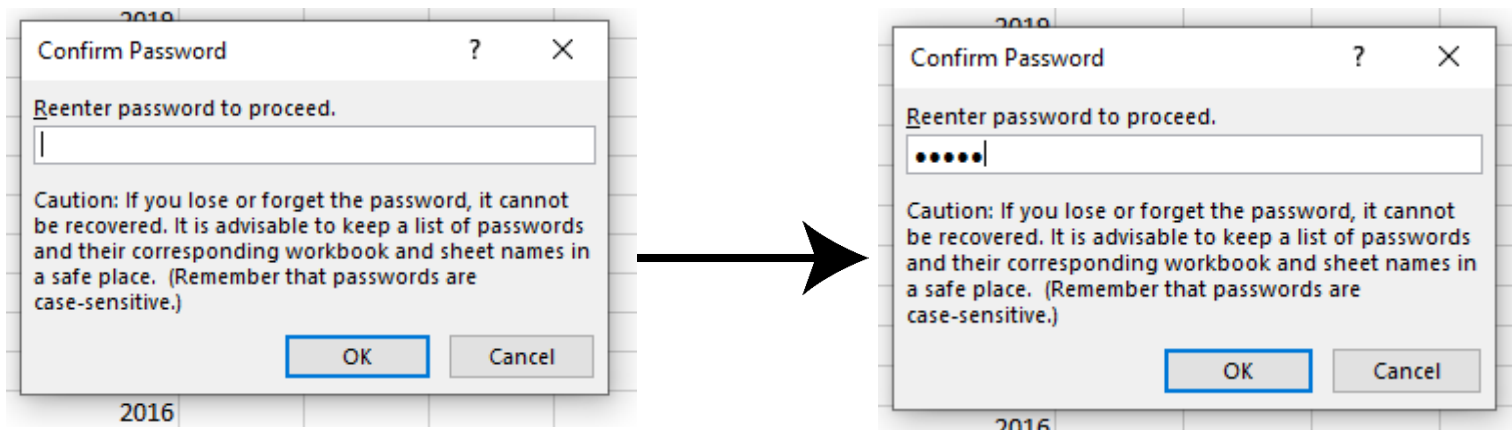 2019
Confirm Password ? ×
Reenter password to proceed.
Caution: If you lose or forget the password, it cannot
be recovered. It is advisable to keep a list of passwords
and their corresponding workbook and sheet names in
a safe place.  (Remember that passwords are
case-sensitive.)
OK Cancel
2016
2019
Confirm Password ? ×
Reenter password to proceed.
•••••
Caution: If you lose or forget the password, it cannot
be recovered. It is advisable to keep a list of passwords
and their corresponding workbook and sheet names in
a safe place.  (Remember that passwords are
case-sensitive.)
OK Cancel
2016